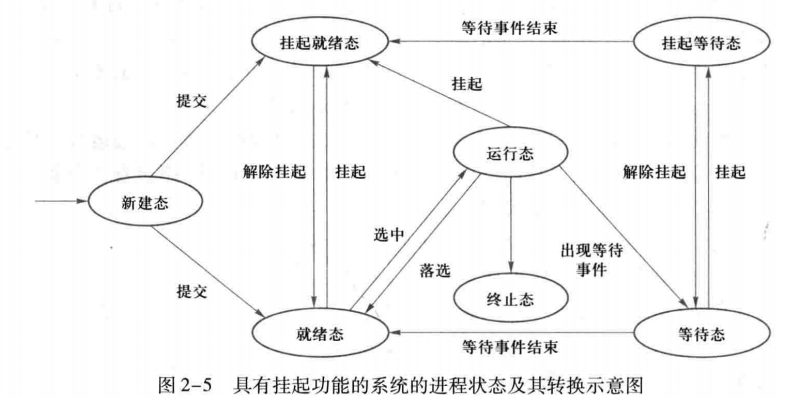 挂起就绪态
等待事件结束
挂起等待态
挂起
提交
运行态
解除挂起
挂起
解除挂起
挂起
新建态
选中
出现等待
事件
落选
提交
终止态
就绪态
等待态
等待事件结束
图 2-5 具有挂起功能的系统的进程状态及其转换示意图